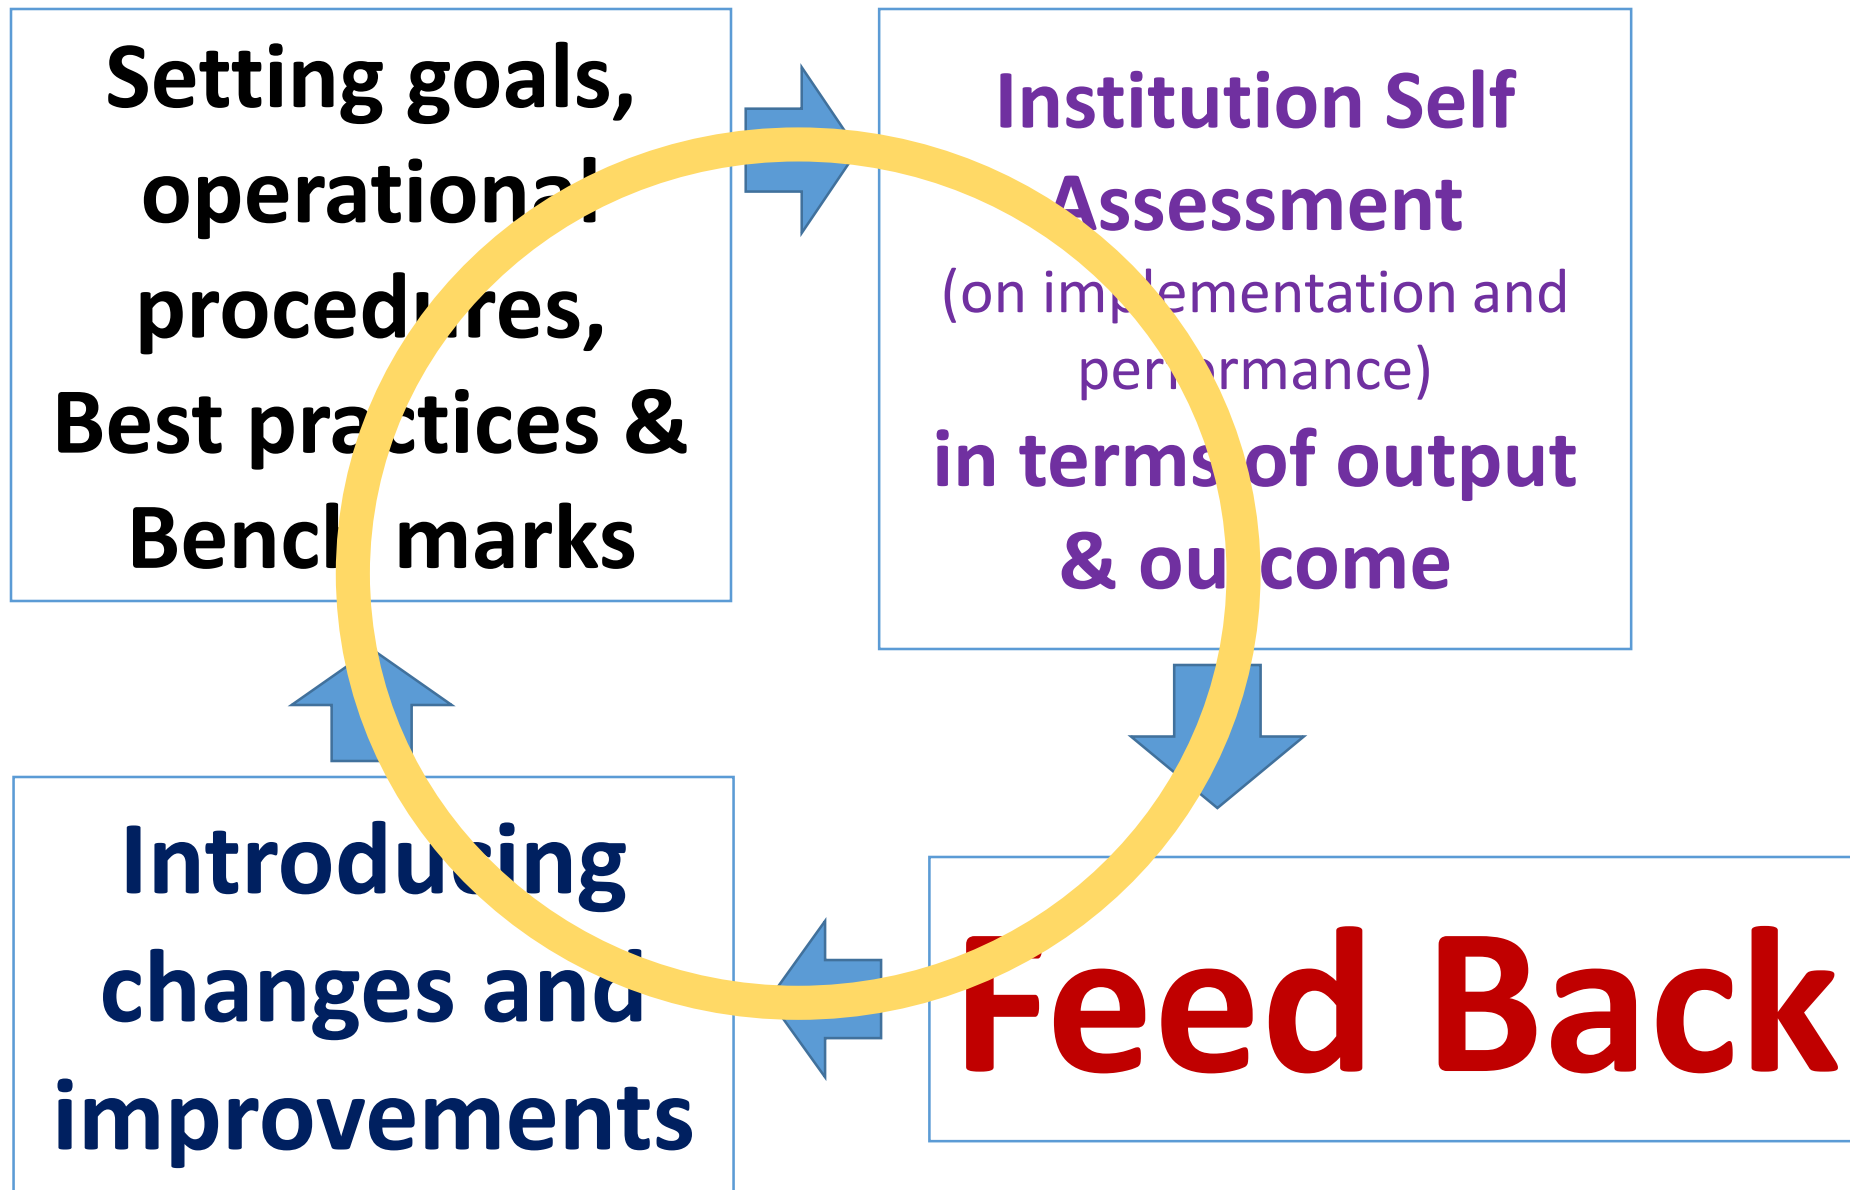 Setting goals,
operational
procedures,
Best practices &
Bench marks
Institution Self
Assessment
(on implementation and
performance)
in terms of output
& outcome
Introducing
changes and
improvements
Feed Back